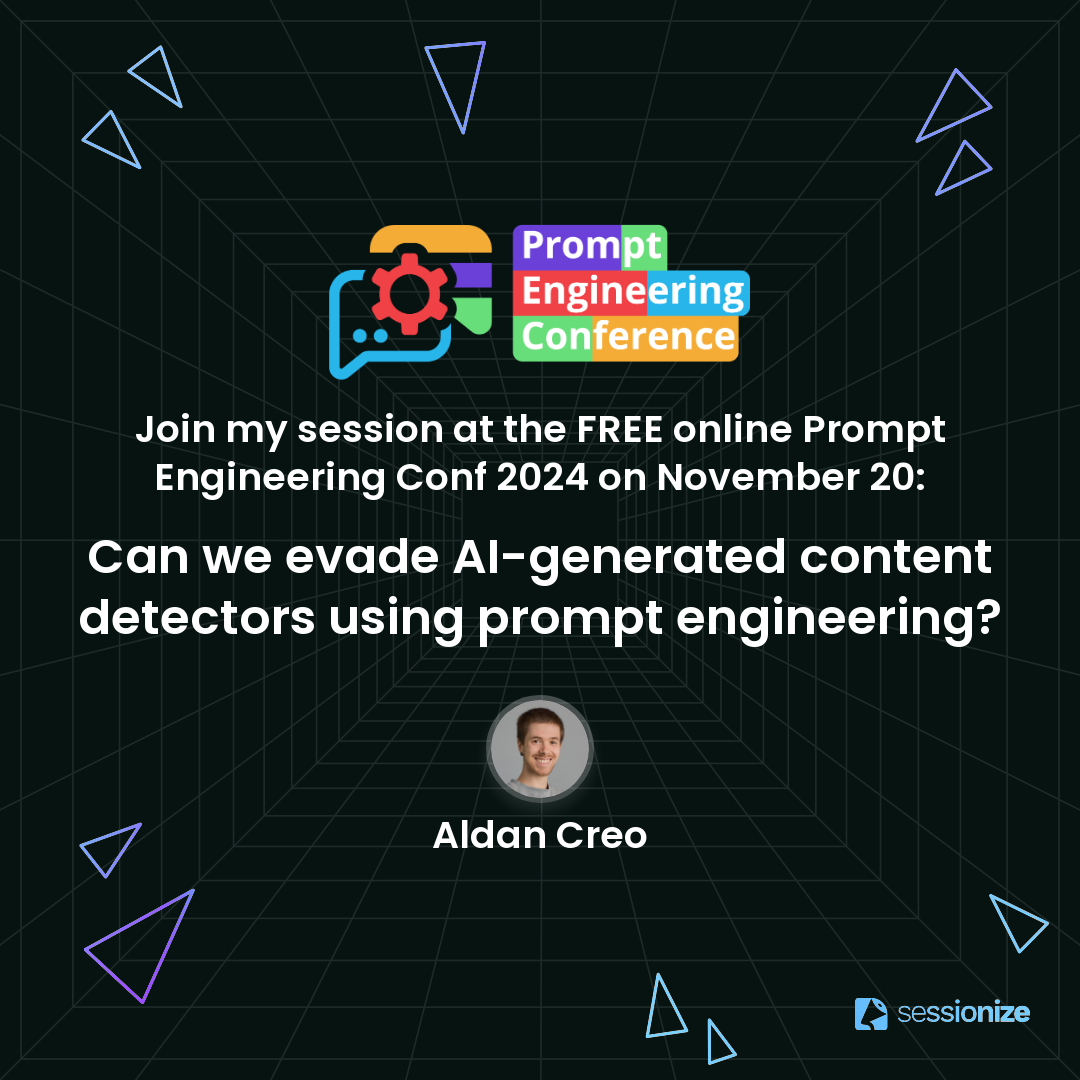 Prompt
Engineering
Conference
Join my session at the FREE online Prompt
Engineering Conf 2024 on November 20:
Can we evade AI-generated content
detectors using prompt engineering?
Aldan Creo
sessionize